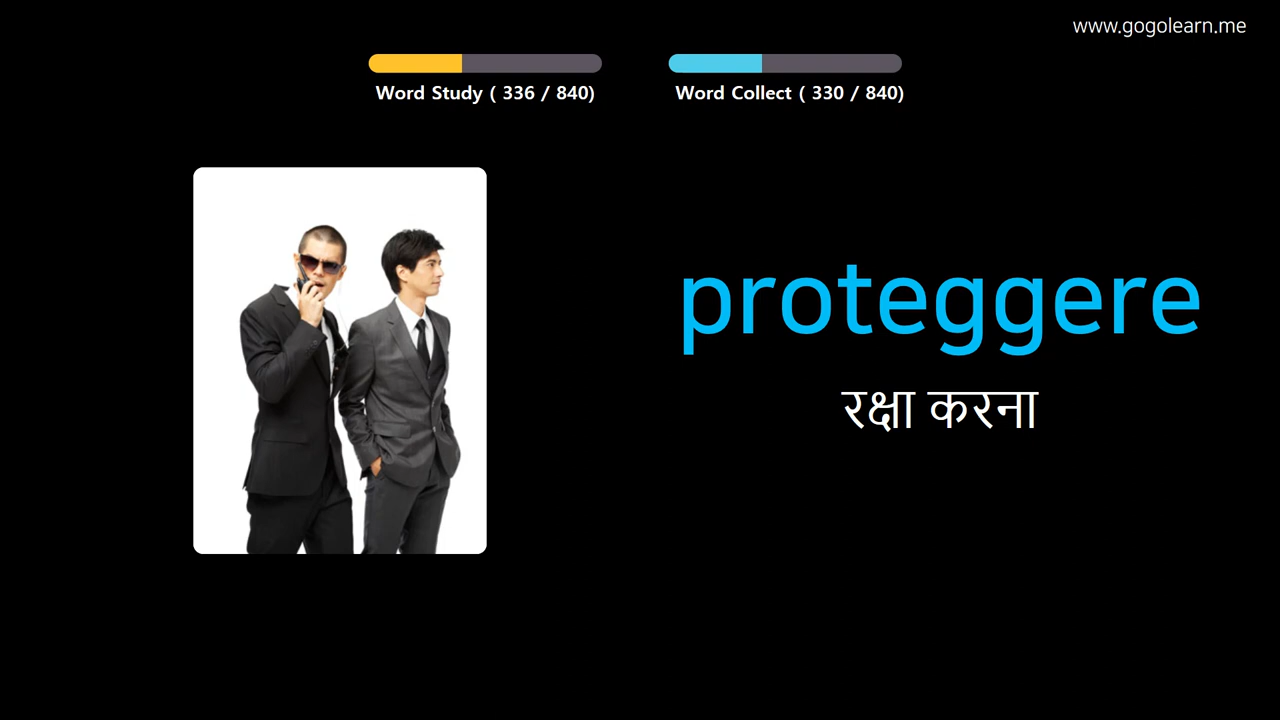 www.gogolearn.me
Word Study ( 336 / 840)
Word Collect ( 330 / 840)
proteggere
रक्षा करना